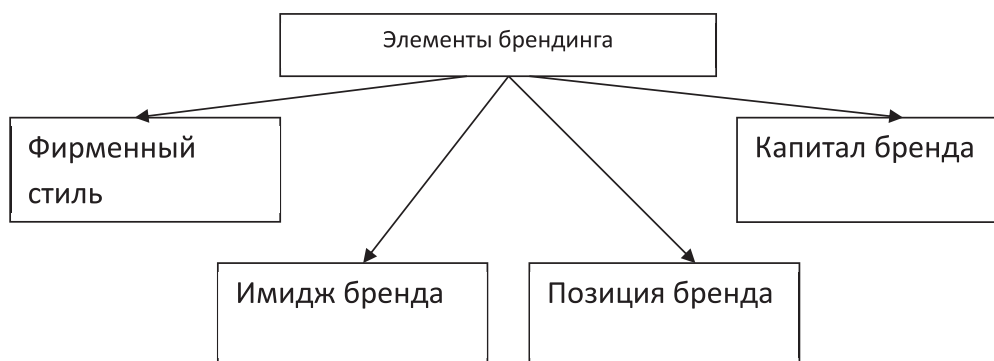 Элементы брендинга
Фирменный
стиль
Капитал бренда
Имидж бренда
Позиция бренда